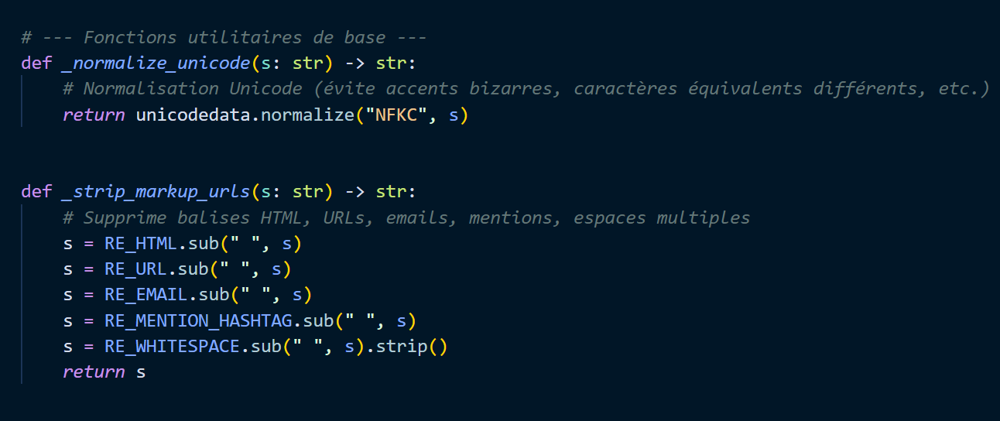 # --- Fonctions utilitaires de base ---
def _normalize_unicode(s: str) -> str:
    # Normalisation Unicode (évite accents bizarres, caractères équivalents différents, etc.)
    return unicodedata.normalize("NFKC", s)
def _strip_markup_urls(s: str) -> str:
    # Supprime balises HTML, URLs, emails, mentions, espaces multiples
    s = RE_HTML.sub(" ", s)
    s = RE_URL.sub(" ", s)
    s = RE_EMAIL.sub(" ", s)
    s = RE_MENTION_HASHTAG.sub(" ", s)
    s = RE_WHITESPACE.sub(" ", s).strip()
    return s